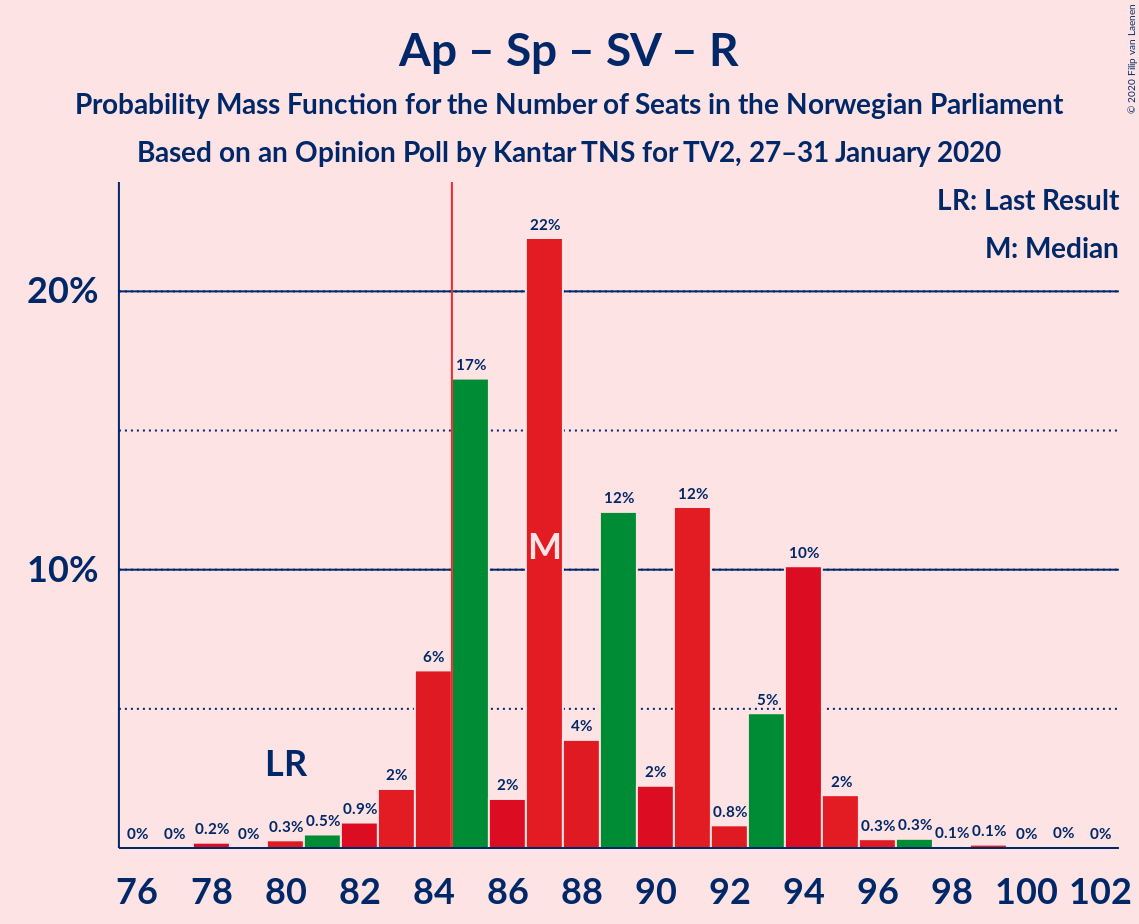 Ap – Sp – SV – R
Probability Mass Function for the Number of Seats in the Norwegian Parliament
Based on an Opinion Poll by Kantar TNS for TV2, 27–31 January 2020
© 2020 Filip van Laenen
LR: Last Result
M: Median
20%
10%
0% 0% 0.2% 0% 0.3% 0.5% 0.9% 2% 6% 17% 2% 22% 4% 12% 2% 12% 0.8% 5% 10% 2% 0.3% 0.3% 0.1% 0.1% 0% 0% 0%
LR
M
76 78 80 82 84 86 88 90 92 94 96 98 100 102